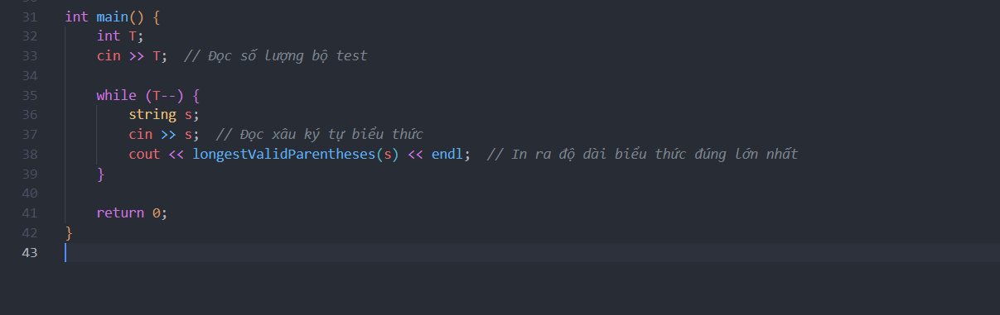 31 int main() {
32     int T;
33     cin >> T;  // Đọc số lượng bộ test
34
35     while (T--) {
36         string s;
37         cin >> s;  // Đọc xâu ký tự biểu thức
38         cout << longestValidParentheses(s) << endl;  // In ra độ dài biểu thức đúng lớn nhất
39     }
40
41     return 0;
42 }
43